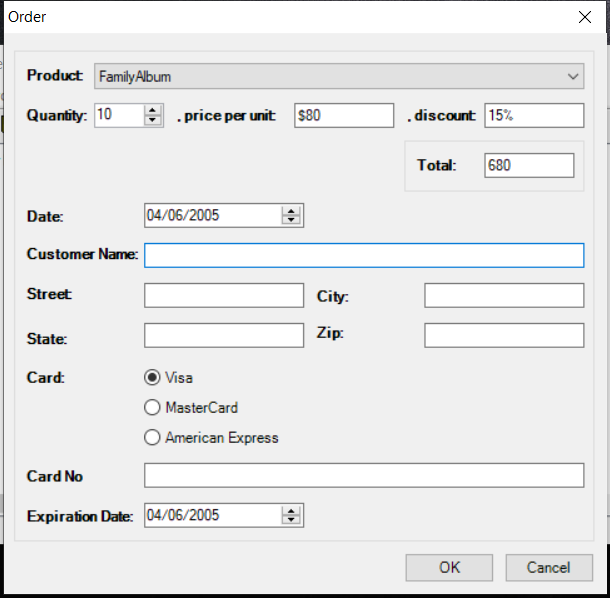 Order
Product: FamilyAlbum
Quantity: 10 , price per unit: $80 , discount: 15%
Total: 680
Date: 04/06/2005
Customer Name:
Street: City:
State: Zip:
Card: Visa
MasterCard
American Express
Card No
Expiration Date: 04/06/2005
OK Cancel